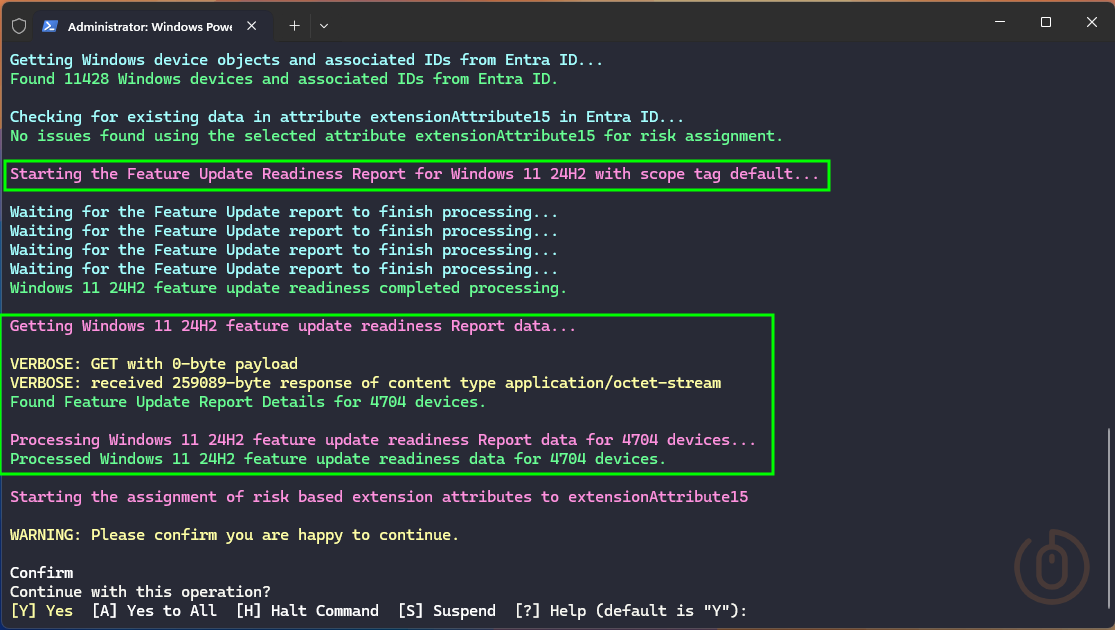 Administrator: Windows Powe
Getting Windows device objects and associated IDs from Entra ID...
Found 11428 Windows devices and associated IDs from Entra ID.
Checking for existing data in attribute extensionAttribute15 in Entra ID...
No issues found using the selected attribute extensionAttribute15 for risk assignment.
Starting the Feature Update Readiness Report for Windows 11 24H2 with scope tag default...
Waiting for the Feature Update report to finish processing...
Waiting for the Feature Update report to finish processing...
Waiting for the Feature Update report to finish processing...
Waiting for the Feature Update report to finish processing...
Windows 11 24H2 feature update readiness completed processing.
Getting Windows 11 24H2 feature update readiness Report data...
VERBOSE: GET with 0-byte payload
VERBOSE: received 259089-byte response of content type application/octet-stream
Found Feature Update Report Details for 4704 devices.
Processing Windows 11 24H2 feature update readiness Report data for 4704 devices...
Processed Windows 11 24H2 feature update readiness data for 4704 devices.
Starting the assignment of risk based extension attributes to extensionAttribute15
WARNING: Please confirm you are happy to continue.
Confirm
Continue with this operation?
[Y] Yes  [A] Yes to All  [H] Halt Command  [S] Suspend  [?] Help (default is "Y"):